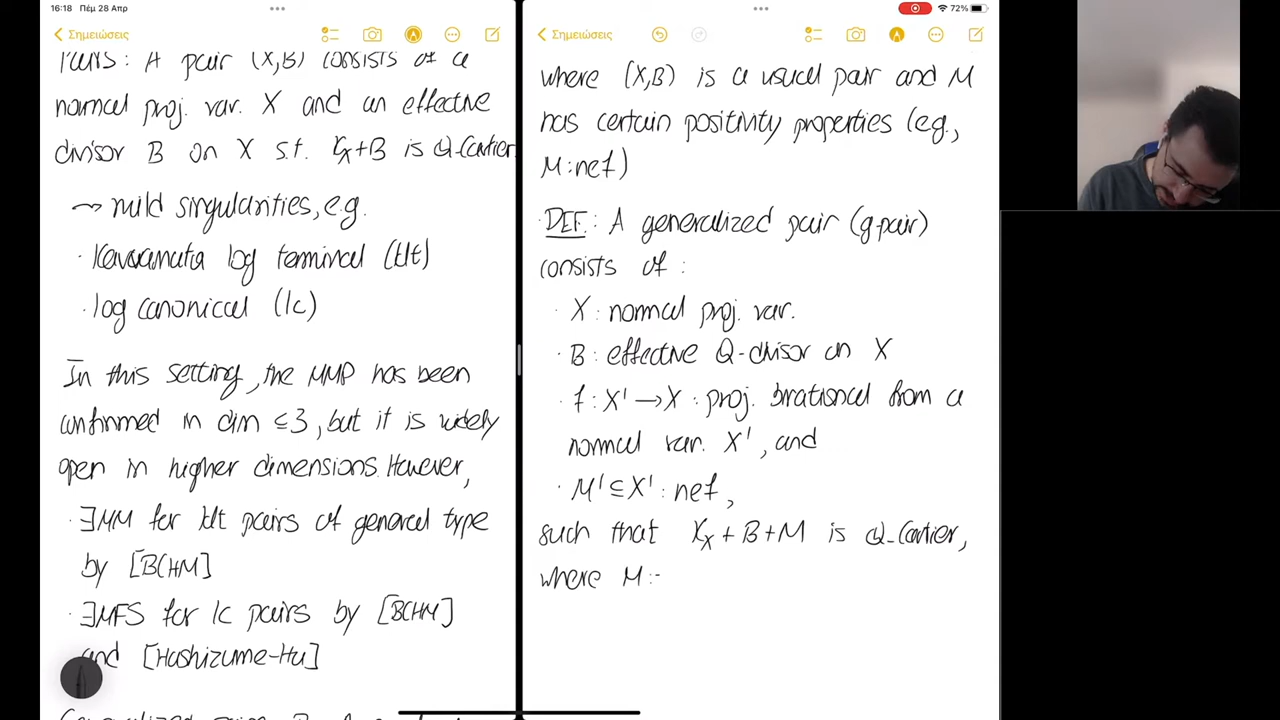 16:18 Πέμ 28 Απρ
72%
Σημειώσεις
Pairs: A pair (X,B) consists of a
normal proj. var. X and an effective
divisor B on X s.t. K_X+B is Q-Cartier.
⇝ mild singularities, e.g.
· Kawamata log terminal (klt)
· log canonical (lc)
In this setting, the MMP has been
confirmed in dim ≤3, but it is widely
open in higher dimensions. However,
· ∃MM for klt pairs of general type
by [BCHM]
· ∃MFS for lc pairs by [BCHM]
and [Hashizume-Hu]
Σημειώσεις
where (X,B) is a usual pair and M
has certain positivity properties (e.g.,
M:nef)
· DEF.: A generalized pair (g-pair)
consists of :
· X : normal proj. var.
· B : effective Q-divisor on X
· f : X' → X : proj. birational from a
normal var. X', and
· M' ⊆ X' : nef,
such that K_X + B + M is Q-Cartier,
where M :=